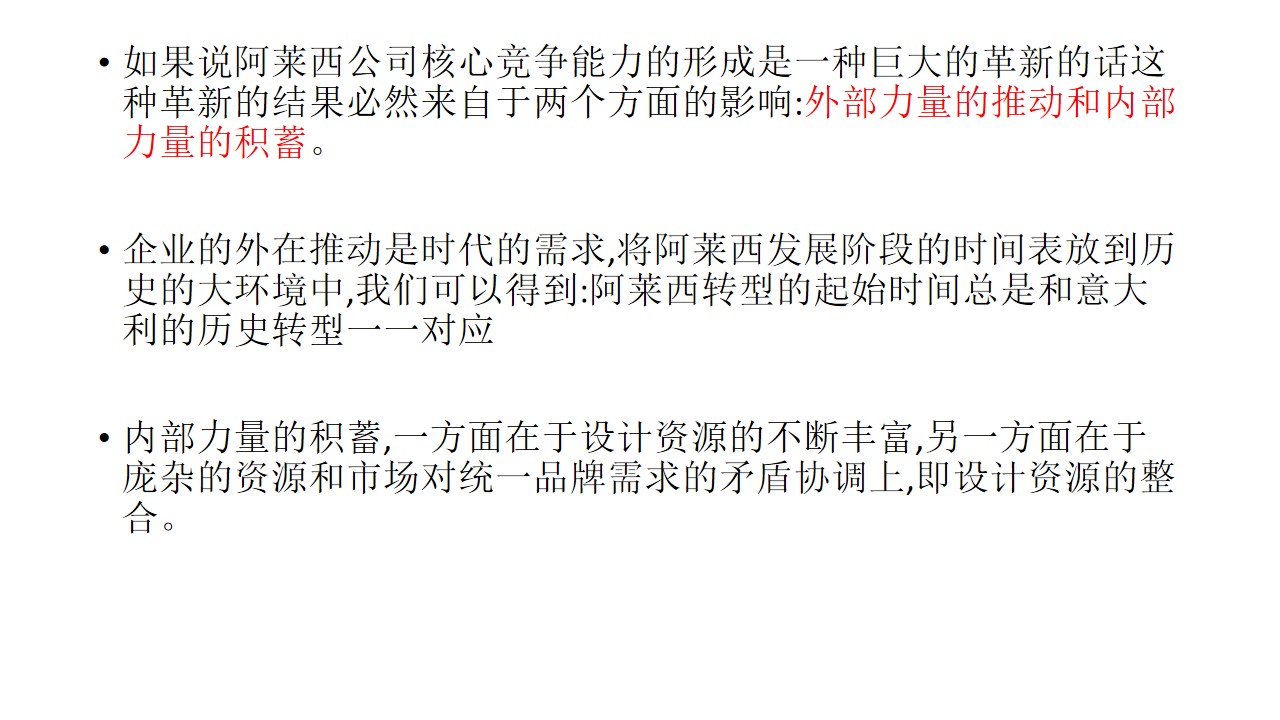 • 如果说阿莱西公司核心竞争能力的形成是一种巨大的革新的话这
种革新的结果必然来自于两个方面的影响:外部力量的推动和内部
力量的积蓄。
• 企业的外在推动是时代的需求,将阿莱西发展阶段的时间表放到历
史的大环境中,我们可以得到:阿莱西转型的起始时间总是和意大
利的历史转型一一对应
• 内部力量的积蓄,一方面在于设计资源的不断丰富,另一方面在于
庞杂的资源和市场对统一品牌需求的矛盾协调上,即设计资源的整
合。